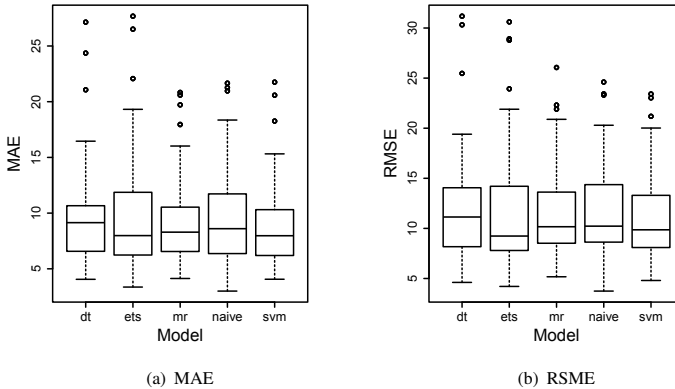 MAE
5 10 15 20 25
dt ets mr naive svm
Model
(a) MAE
RMSE
5 10 15 20 25 30
dt ets mr naive svm
Model
(b) RSME